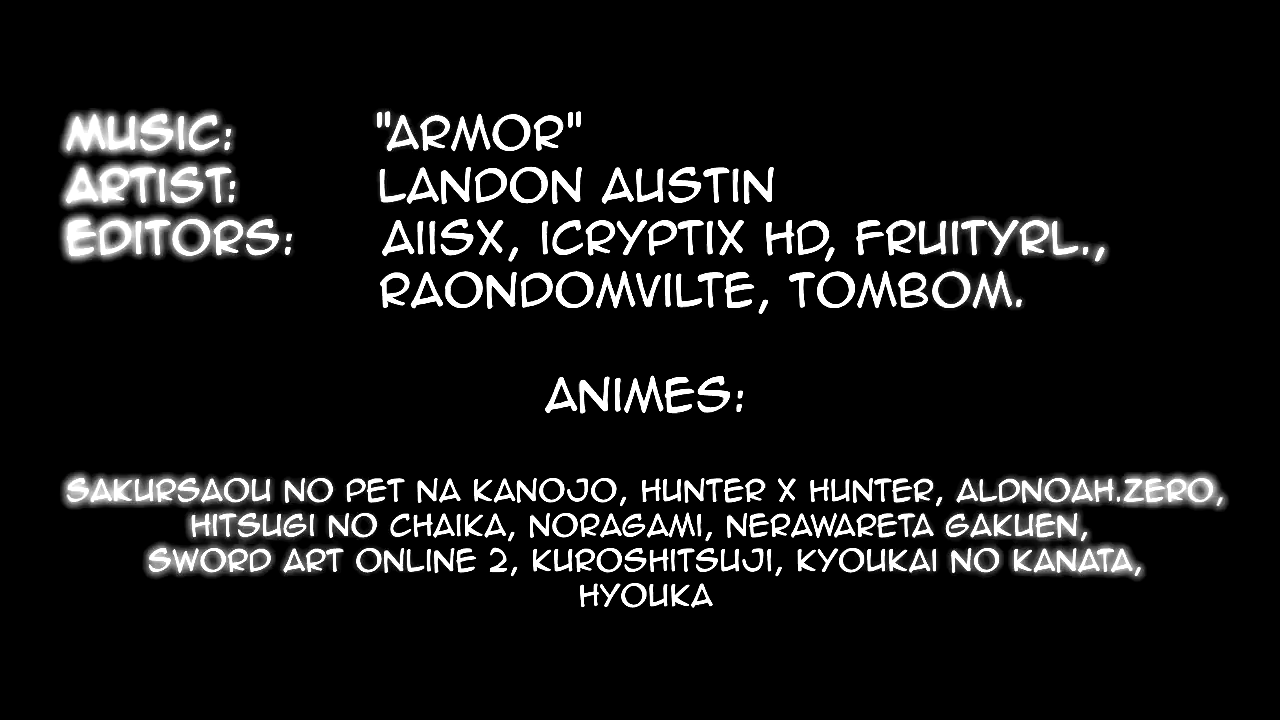 MUSIC: "ARMOR"
ARTIST: LANDON AUSTIN
EDITORS: AIISX, ICRYPTIX HD, FRUITYRL.,
RAONDOMVILTE, TOMBOM.
ANIMES:
SAKURSAOU NO PET NA KANOJO, HUNTER X HUNTER, ALDNOAH.ZERO,
HITSUGI NO CHAIKA, NORAGAMI, NERAWARETA GAKUEN,
SWORD ART ONLINE 2, KUROSHITSUJI, KYOUKAI NO KANATA,
HYOUKA